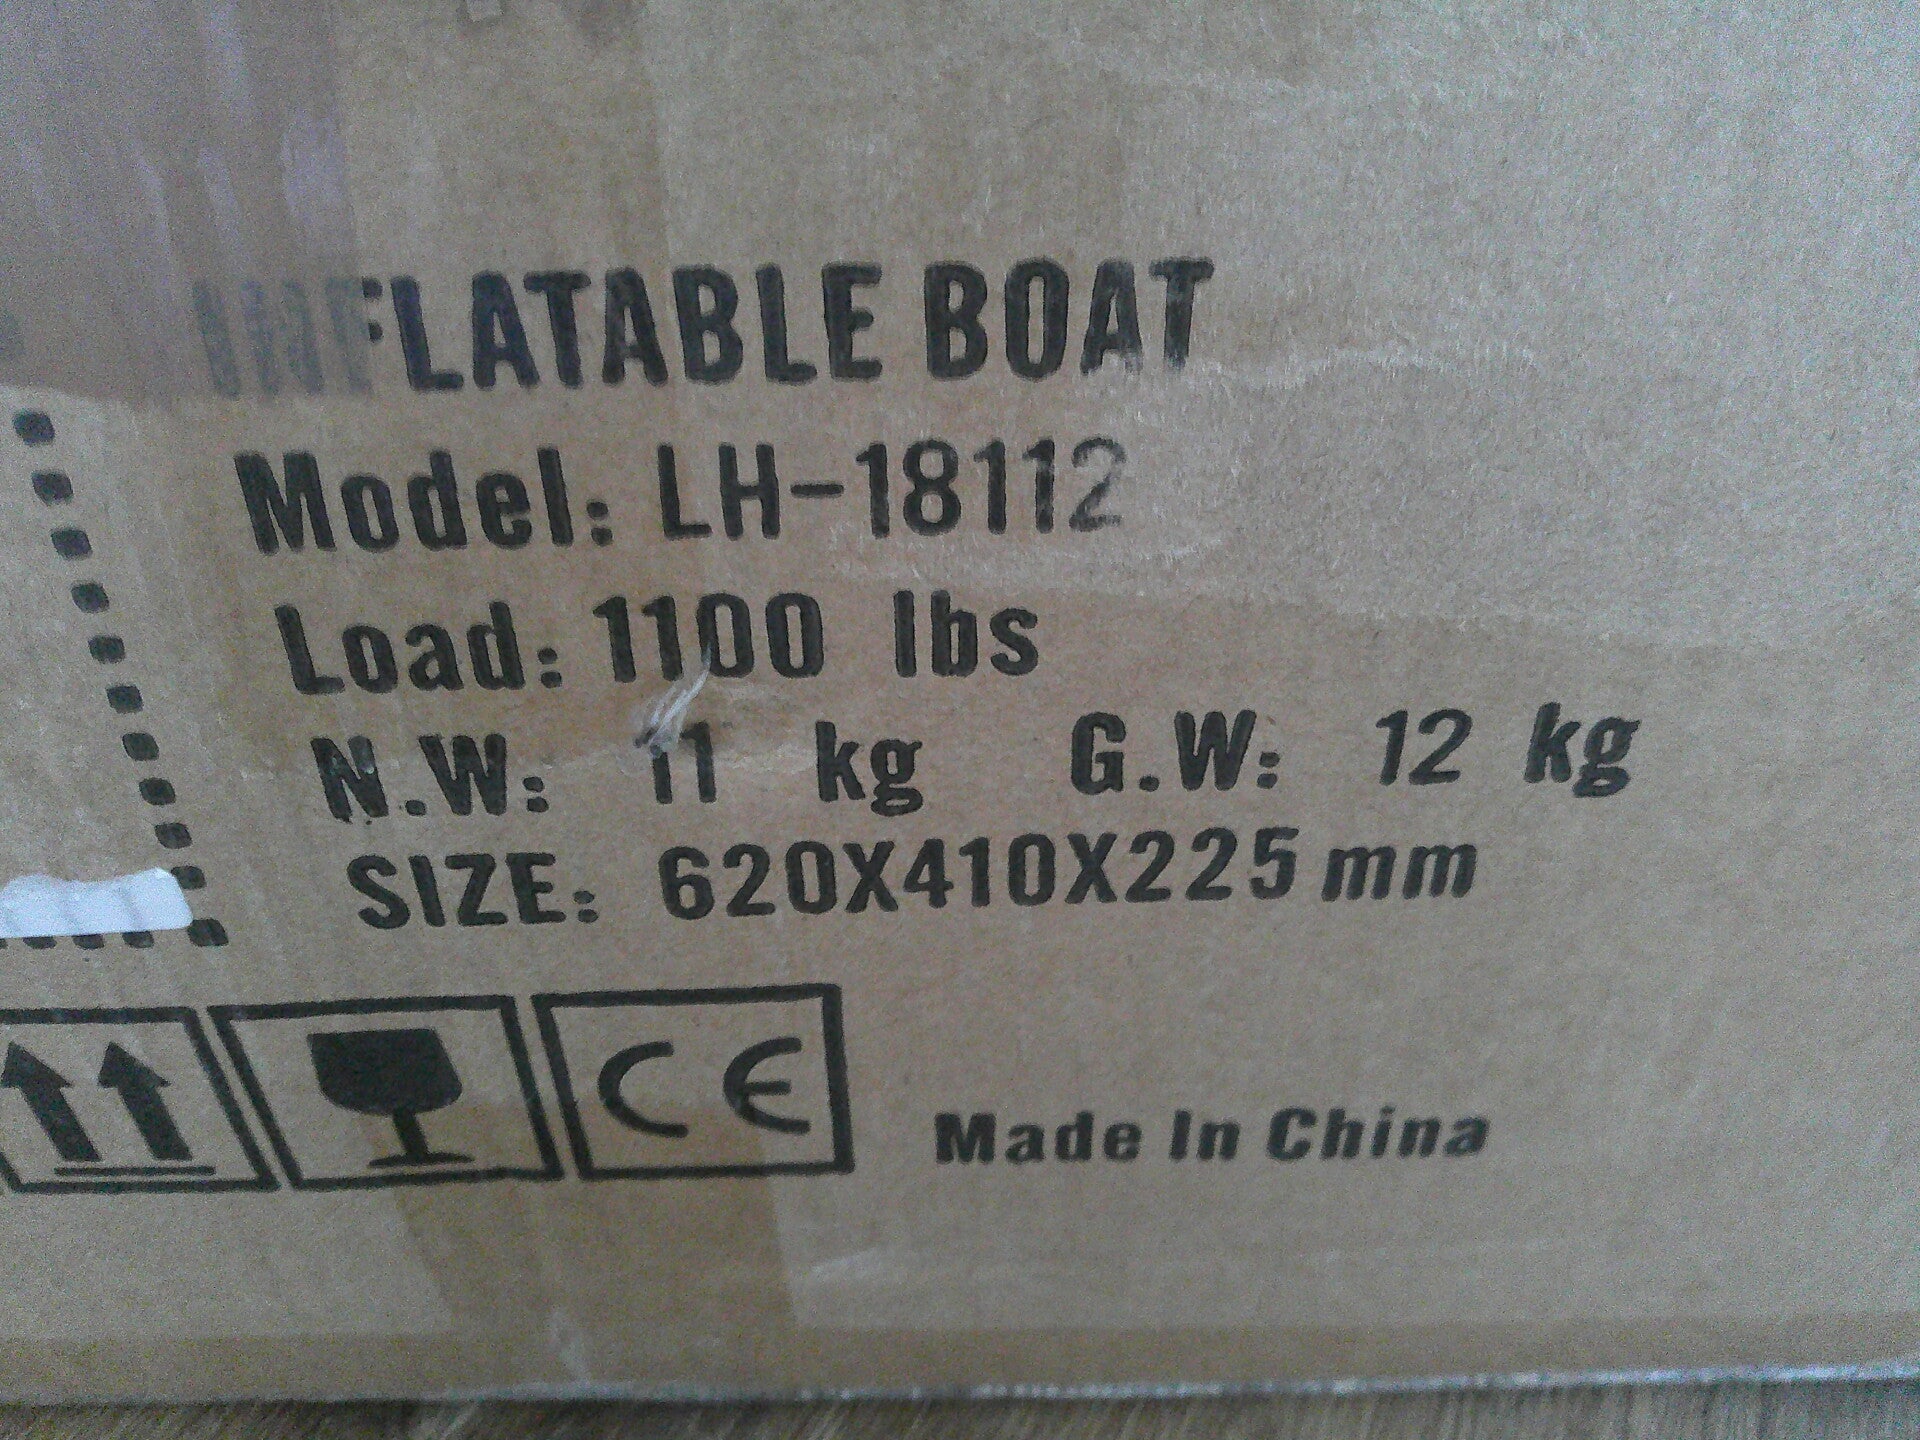 INFLATABLE BOAT
Model: LH-18112
Load: 1100 lbs
N.W: 11 kg G.W: 12 kg
SIZE: 620X410X225 mm
CE
Made In China